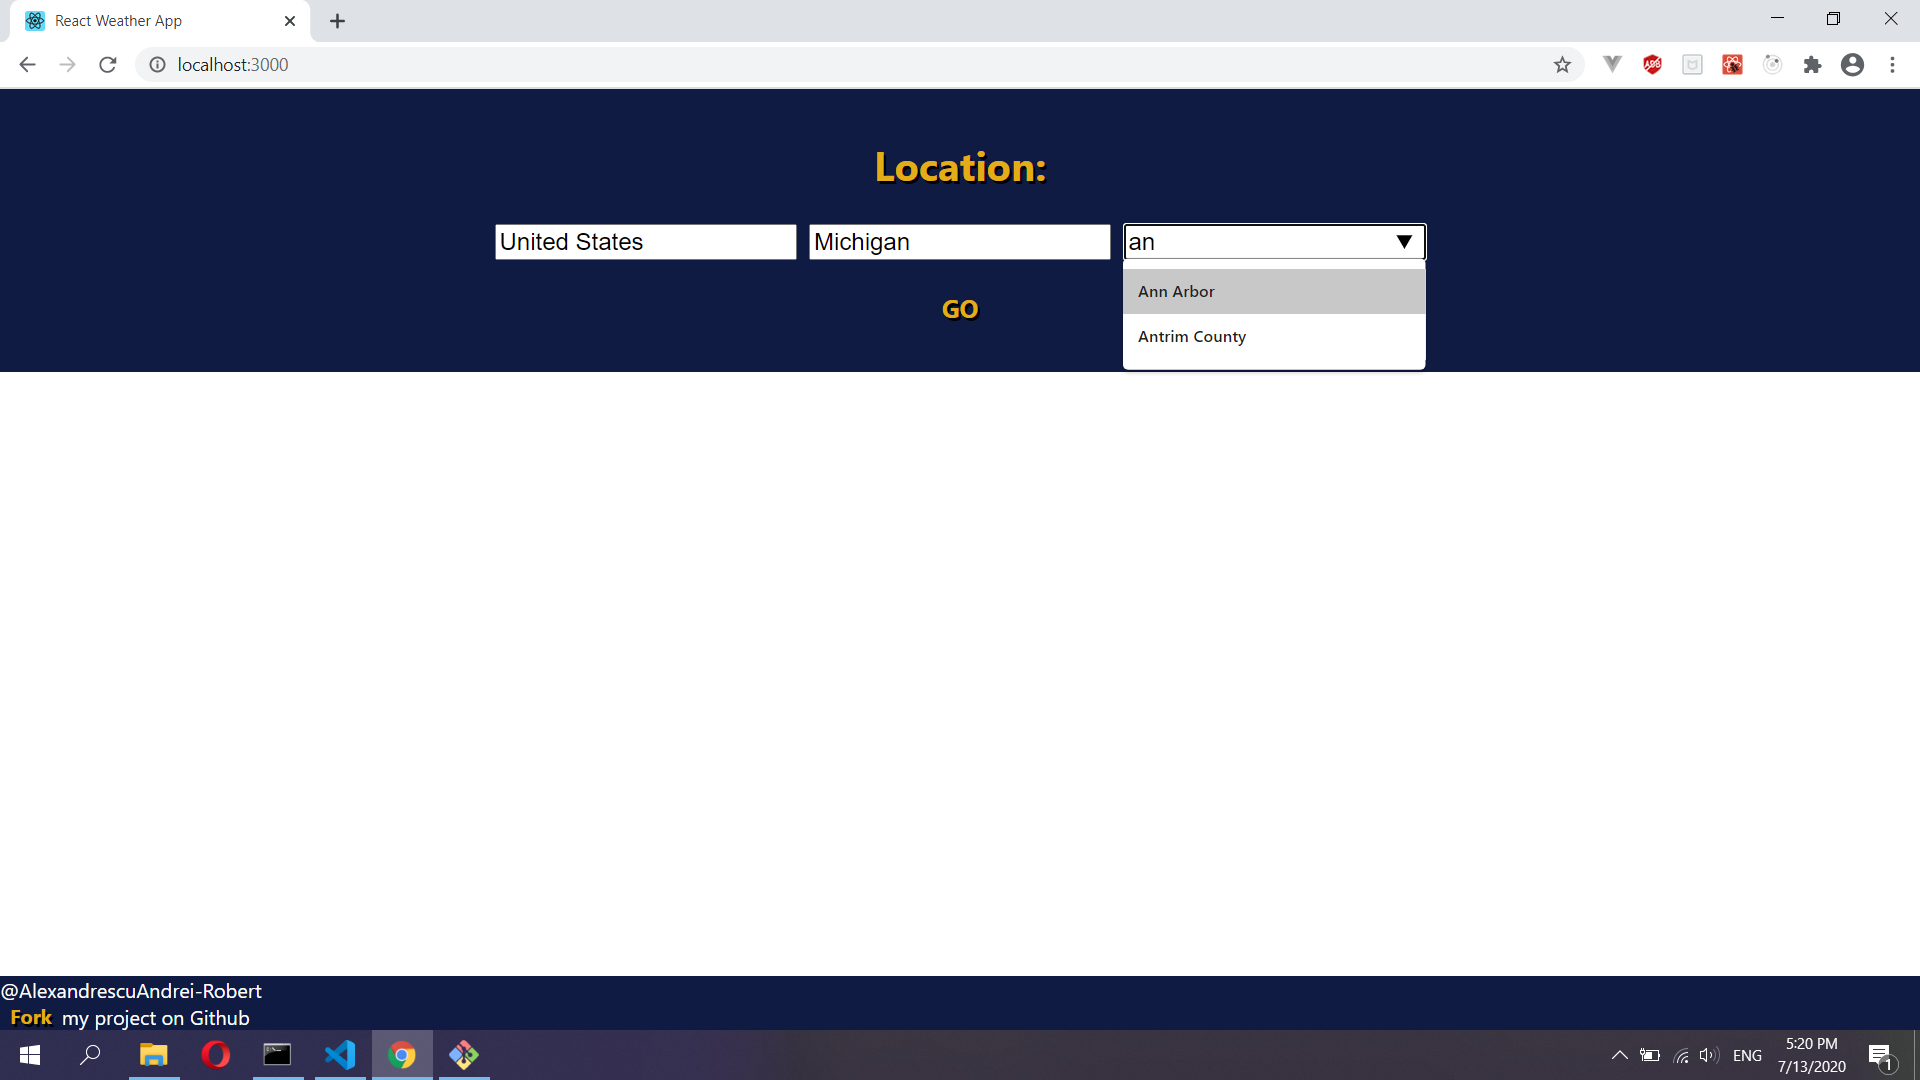 React Weather App
localhost:3000
ABP
Location:
United States
Michigan
an
Ann Arbor
Antrim County
GO
@AlexandrescuAndrei-Robert
Fork my project on Github
ENG
5:20 PM
7/13/2020
1